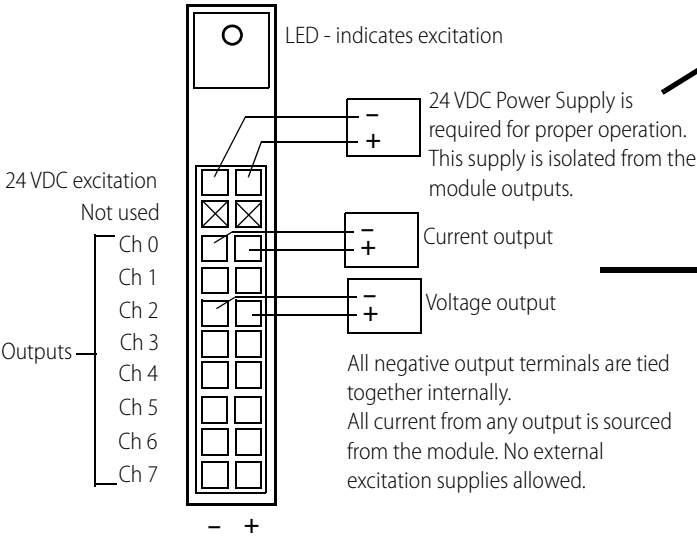 LED - indicates excitation
24 VDC Power Supply is
required for proper operation.
This supply is isolated from the
module outputs.
–
+
24 VDC excitation
Not used
Ch 0
–
+
Current output
Ch 1
Ch 2
–
+
Voltage output
Outputs
Ch 3
Ch 4
Ch 5
Ch 6
Ch 7
All negative output terminals are tied
together internally.
All current from any output is sourced
from the module. No external
excitation supplies allowed.
– +